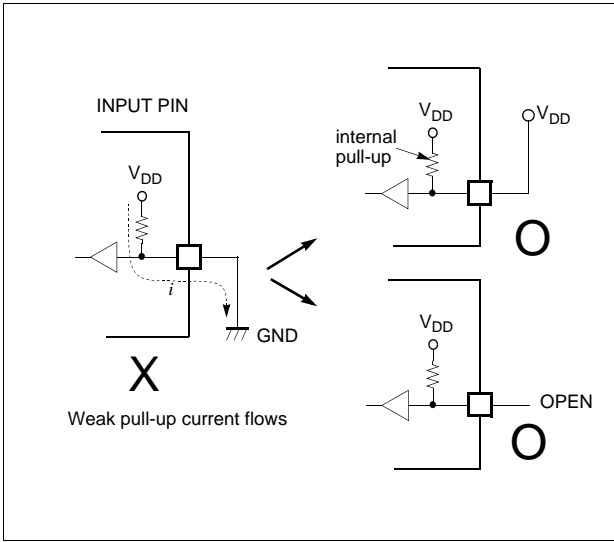 INPUT PIN
VDD
i
GND
X
Weak pull-up current flows
internal
pull-up
VDD
VDD
O
VDD
OPEN
O